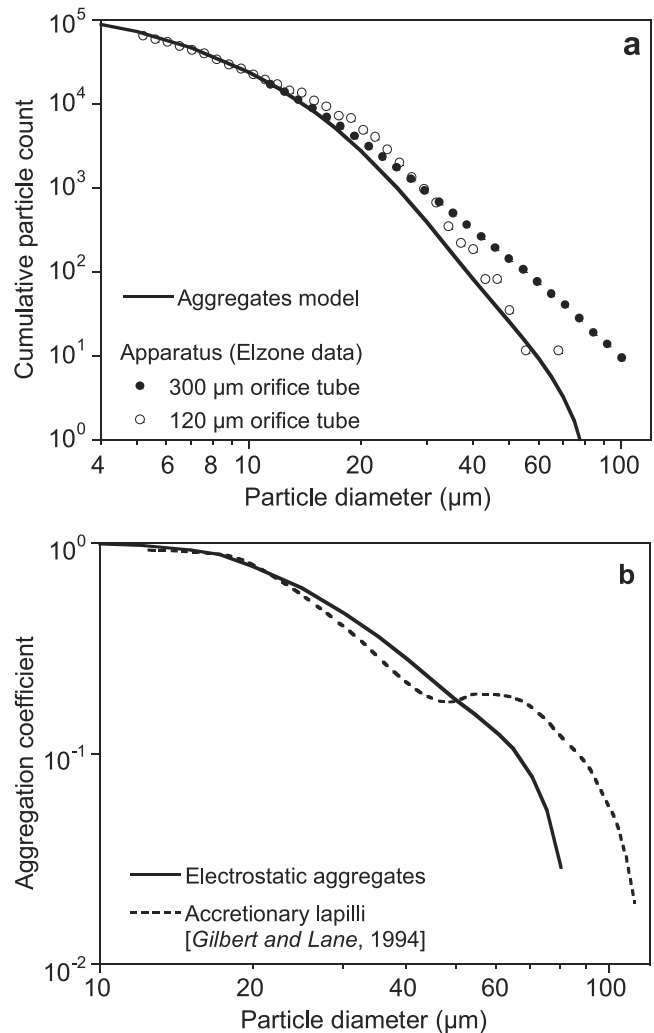 a
10^5
10^4
10^3
10^2
10^1
10^0
Cumulative particle count
Aggregates model
Apparatus (Elzone data)
300 µm orifice tube
120 µm orifice tube
4 6 8 10 20 40 60 100
Particle diameter (µm)
b
10^0
10^-1
10^-2
Aggregation coefficient
Electrostatic aggregates
Accretionary lapilli
[Gilbert and Lane, 1994]
10 20 40 60 100
Particle diameter (µm)